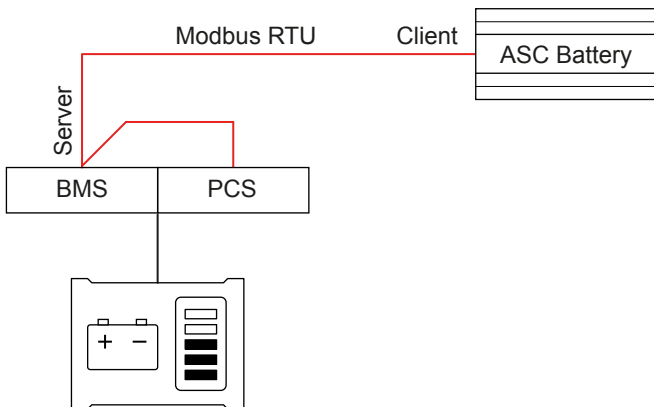 Modbus RTU
Client
ASC Battery
Server
BMS
PCS
+ −